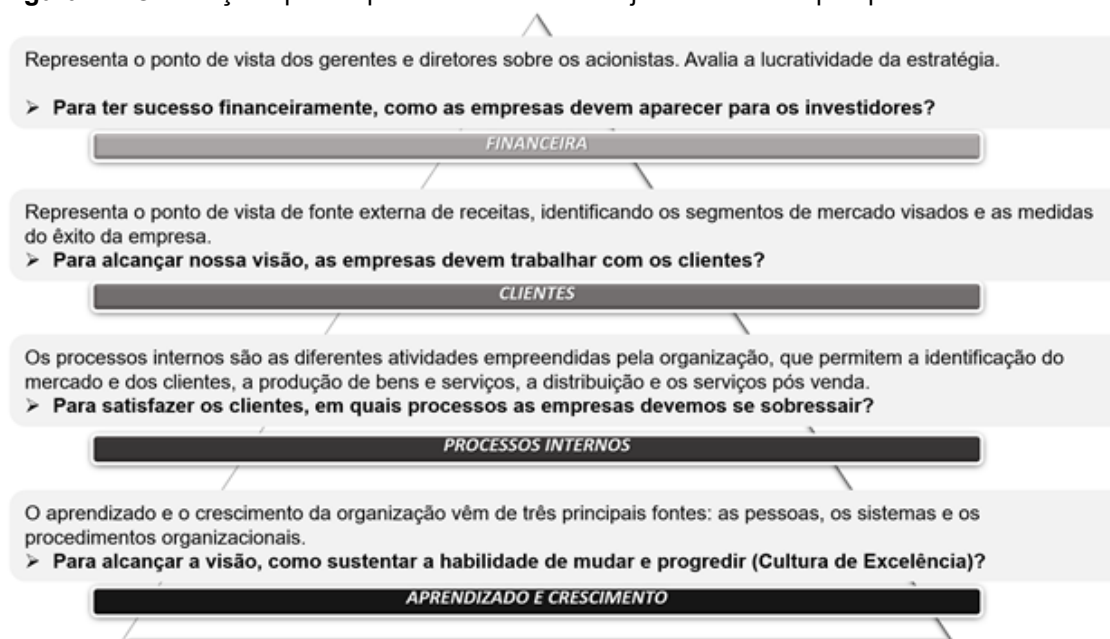 Representa o ponto de vista dos gerentes e diretores sobre os acionistas. Avalia a lucratividade da estratégia.
➢ Para ter sucesso financeiramente, como as empresas devem aparecer para os investidores?
FINANCEIRA
Representa o ponto de vista de fonte externa de receitas, identificando os segmentos de mercado visados e as medidas
do êxito da empresa.
➢ Para alcançar nossa visão, as empresas devem trabalhar com os clientes?
CLIENTES
Os processos internos são as diferentes atividades empreendidas pela organização, que permitem a identificação do
mercado e dos clientes, a produção de bens e serviços, a distribuição e os serviços pós venda.
➢ Para satisfazer os clientes, em quais processos as empresas devemos se sobressair?
PROCESSOS INTERNOS
O aprendizado e o crescimento da organização vêm de três principais fontes: as pessoas, os sistemas e os
procedimentos organizacionais.
➢ Para alcançar a visão, como sustentar a habilidade de mudar e progredir (Cultura de Excelência)?
APRENDIZADO E CRESCIMENTO